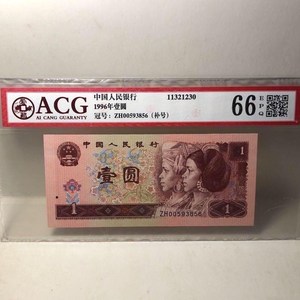 ACG
AI CANG GUARANTY
中国人民银行
11321230
1996年壹圆
冠号：ZH00593856（补号）
66 EPQ
中国人民银行
1
壹圆
ZH00593856
1
1